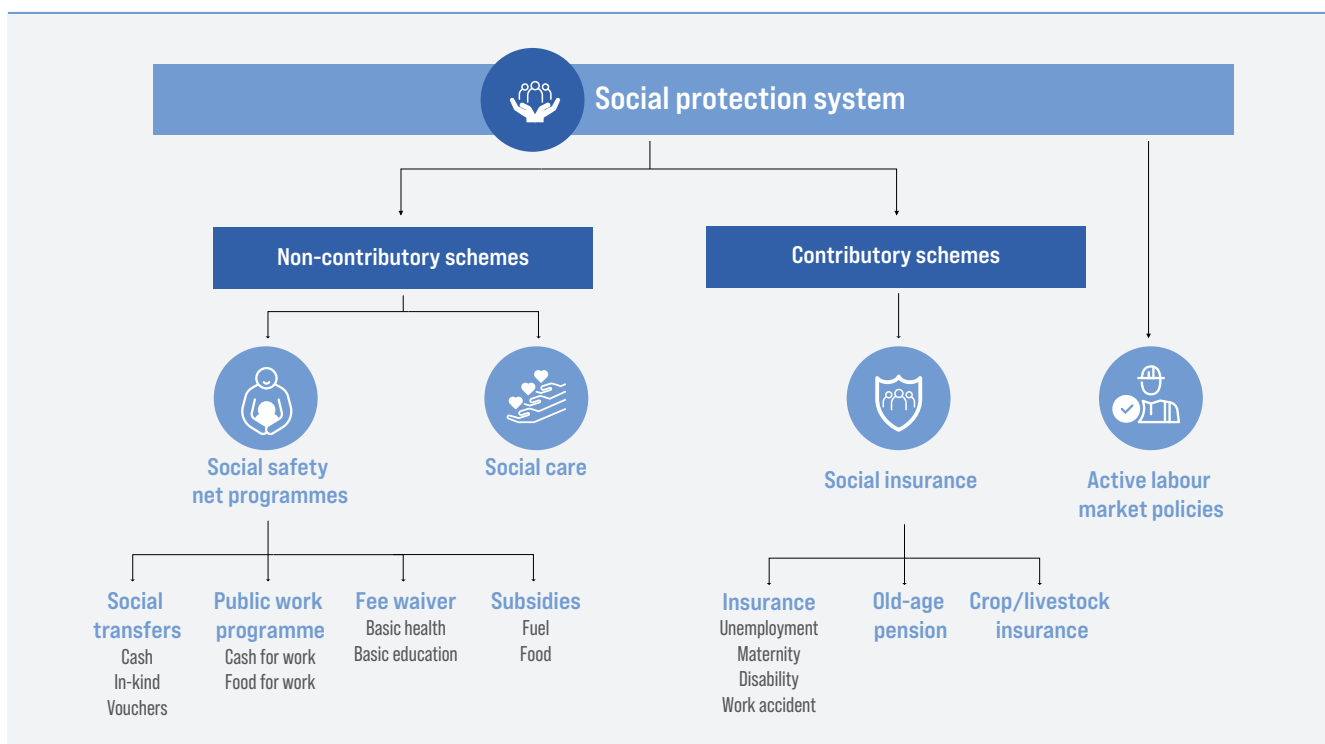 Social protection system
Non-contributory schemes
Contributory schemes
Social safety
net programmes
Social care
Social insurance
Active labour
market policies
Social
transfers
Cash
In-kind
Vouchers
Public work
programme
Cash for work
Food for work
Fee waiver
Basic health
Basic education
Subsidies
Fuel
Food
Insurance
Unemployment
Maternity
Disability
Work accident
Old-age
pension
Crop/livestock
insurance